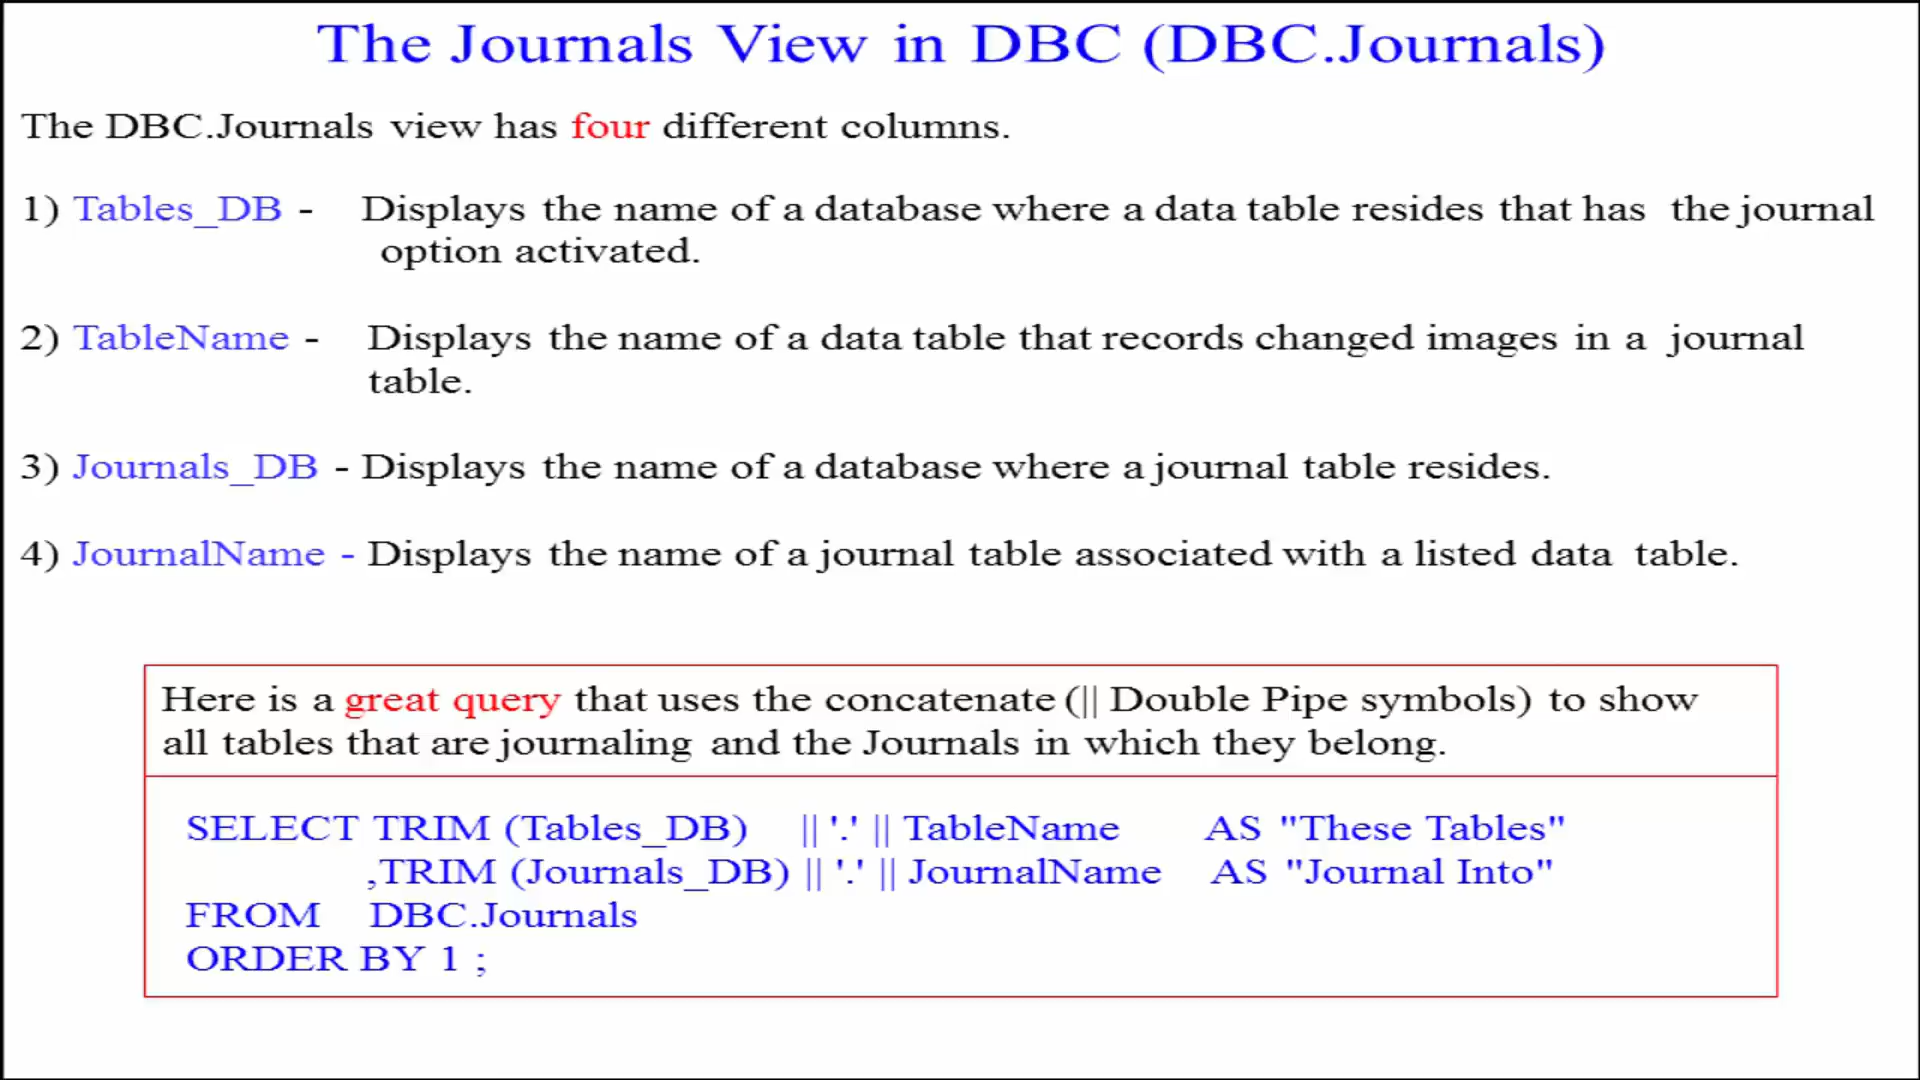 The Journals View in DBC (DBC.Journals)
The DBC.Journals view has four different columns.
1) Tables_DB - Displays the name of a database where a data table resides that has the journal
option activated.
2) TableName - Displays the name of a data table that records changed images in a journal
table.
3) Journals_DB - Displays the name of a database where a journal table resides.
4) JournalName - Displays the name of a journal table associated with a listed data table.
Here is a great query that uses the concatenate (|| Double Pipe symbols) to show
all tables that are journaling and the Journals in which they belong.
SELECT TRIM (Tables_DB) || '.' || TableName AS "These Tables"
,TRIM (Journals_DB) || '.' || JournalName AS "Journal Into"
FROM DBC.Journals
ORDER BY 1 ;